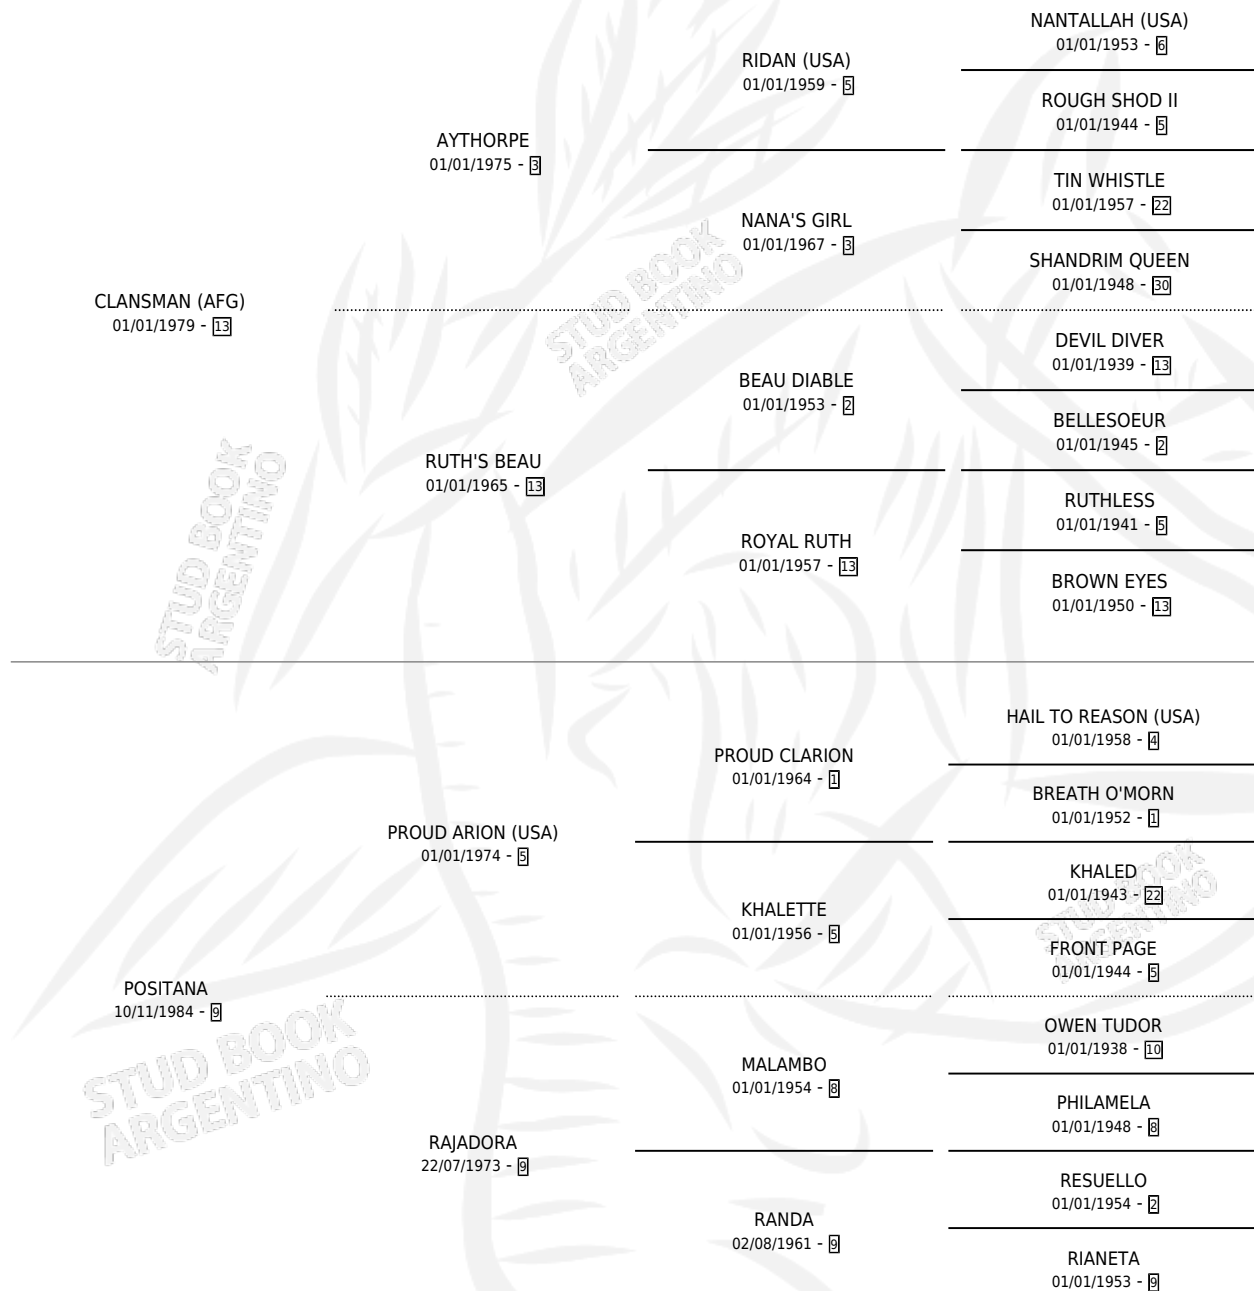 NANTALLAH (USA)
01/01/1953 - 6
RIDAN (USA)
01/01/1959 - 5
ROUGH SHOD II
01/01/1944 - 5
AYTHORPE
01/01/1975 - 3
TIN WHISTLE
01/01/1957 - 22
NANA'S GIRL
01/01/1967 - 3
SHANDRIM QUEEN
01/01/1948 - 30
CLANSMAN (AFG)
01/01/1979 - 13
DEVIL DIVER
01/01/1939 - 13
BEAU DIABLE
01/01/1953 - 2
BELLESOEUR
01/01/1945 - 2
RUTH'S BEAU
01/01/1965 - 13
RUTHLESS
01/01/1941 - 5
ROYAL RUTH
01/01/1957 - 13
BROWN EYES
01/01/1950 - 13
STUD BOOK
ARGENTINO
STUD BOOK
ARGENTINO
HAIL TO REASON (USA)
01/01/1958 - 4
PROUD CLARION
01/01/1964 - 1
BREATH O'MORN
01/01/1952 - 1
PROUD ARION (USA)
01/01/1974 - 5
KHALED
01/01/1943 - 22
KHALETTE
01/01/1956 - 5
FRONT PAGE
01/01/1944 - 5
STUD BOOK
ARGENTINO
POSITANA
10/11/1984 - 9
OWEN TUDOR
01/01/1938 - 10
MALAMBO
01/01/1954 - 8
PHILAMELA
01/01/1948 - 8
RAJADORA
22/07/1973 - 9
RESUELLO
01/01/1954 - 2
RANDA
02/08/1961 - 9
RIANETA
01/01/1953 - 9
STUD BOOK
ARGENTINO